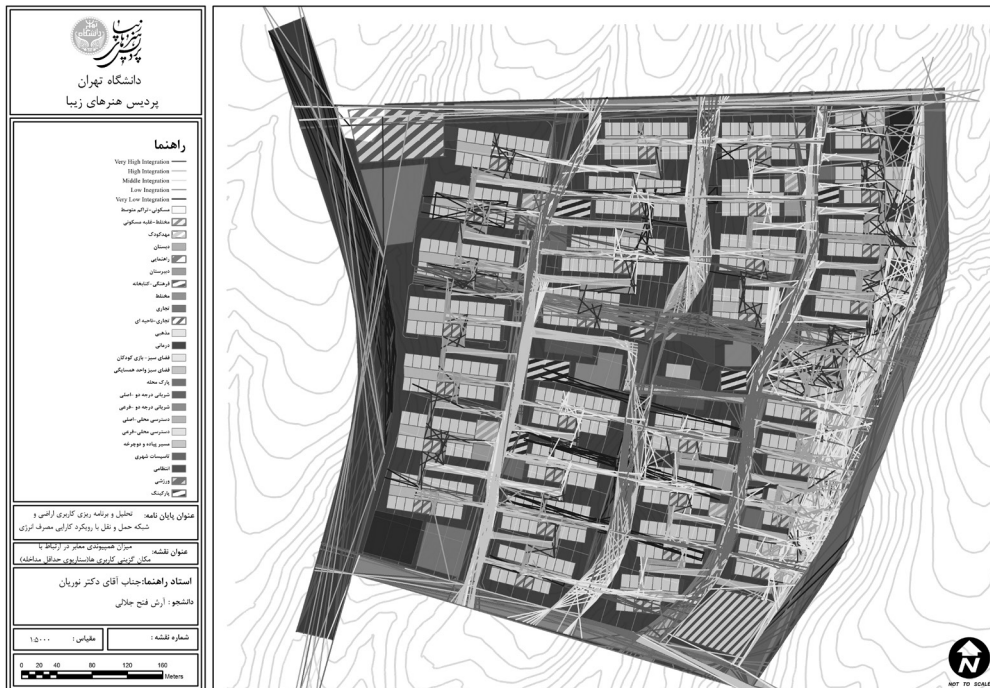 دانشگاه تهران
پردیس هنرهای زیبا
راهنما
Very High Integration
High Integration
Middle Integration
Low Inegration
Very Low Integration
مسکونی-تراکم متوسط
مختلط-غلبه مسکونی
مهدکودک
دبستان
راهنمایی
دبیرستان
فرهنگی-کتابخانه
مختلط
تجاری
تجاری-ناحیه ای
مذهبی
درمانی
فضای سبز- بازی کودکان
فضای سبز واحد همسایگی
پارک محله
شریانی درجه دو -اصلی
شریانی درجه دو -فرعی
دسترسی محلی-اصلی
دسترسی محلی-فرعی
مسیر پیاده و دوچرخه
تاسیسات شهری
انتظامی
ورزشی
پارکینگ
عنوان پایان نامه: تحلیل و برنامه ریزی کاربری اراضی و
شبکه حمل و نقل با رویکرد کارایی مصرف انرژی
عنوان نقشه: میزان همپیوندی معابر در ارتباط با
مکان گزینی کاربری ها(سناریوی حداقل مداخله)
استاد راهنما:جناب آقای دکتر نوریان
دانشجو : آرش فتح جلالی
شماره نقشه :
مقیاس : ۱:۵۰۰۰
0 20 40 80 120 160
Meters
N
NOT TO SCALE